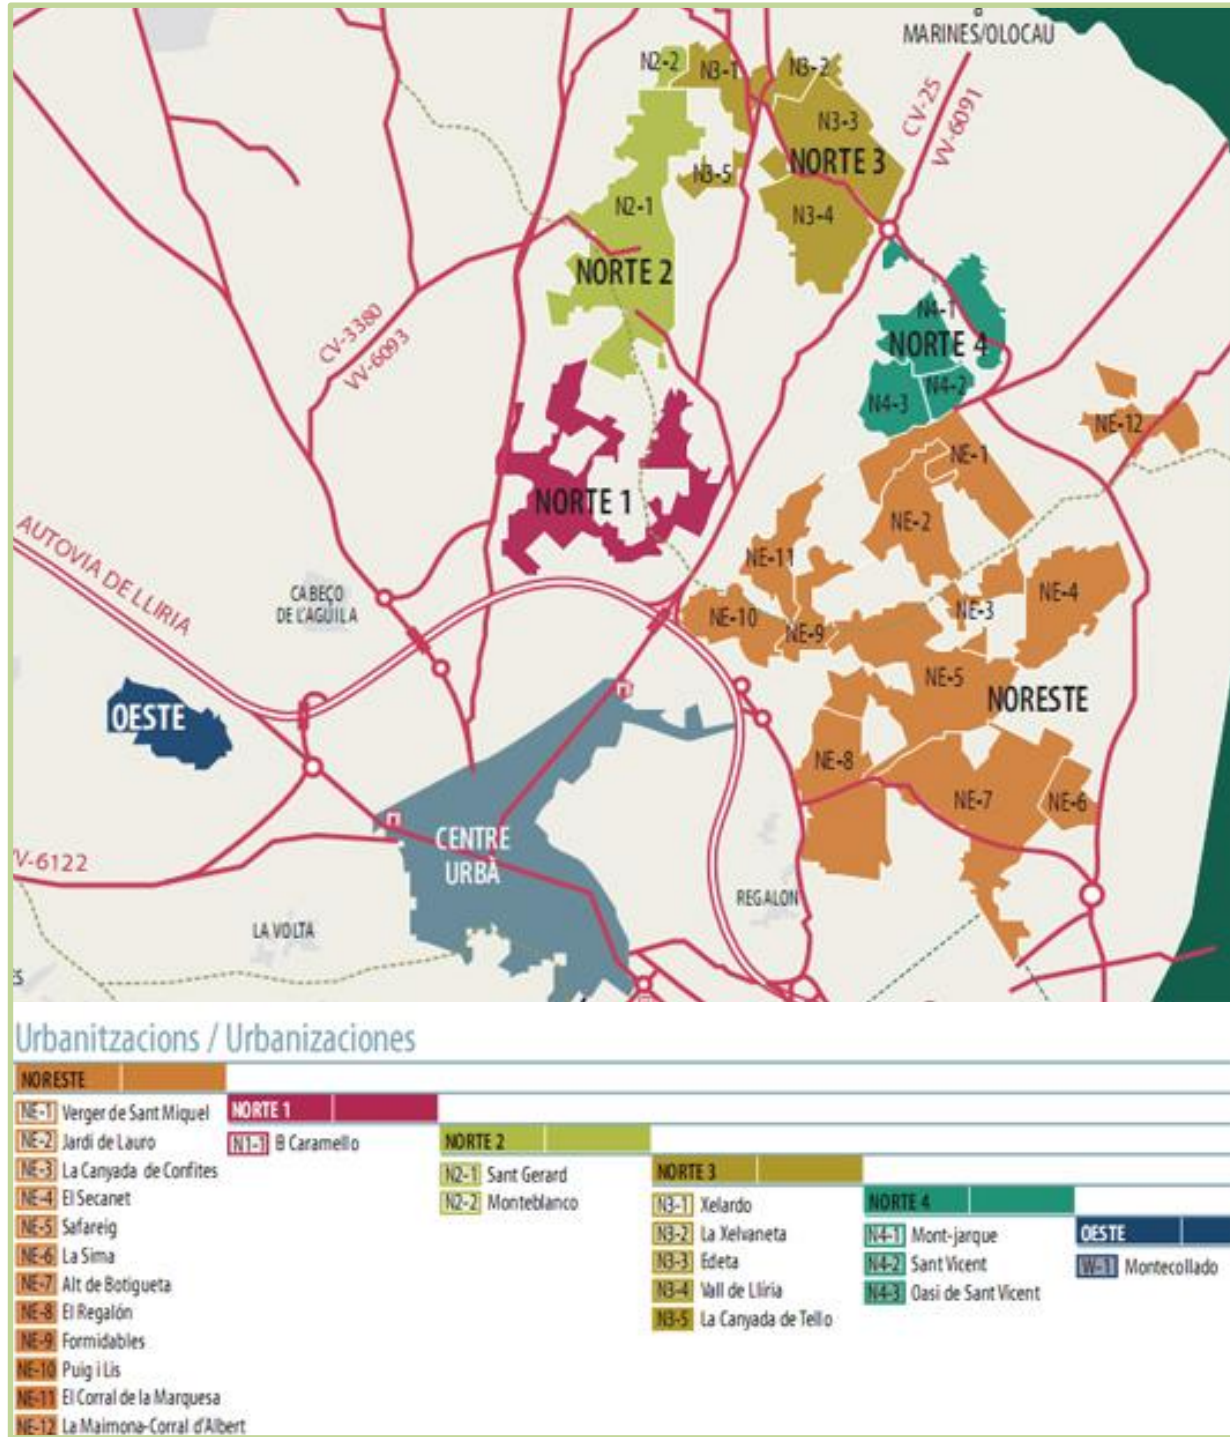 MARINES/OLOCAU
N2-2
N3-1
N3-2
CV-25
VV-6091
N3-3
NORTE 3
N3-5
N2-1
N3-4
NORTE 2
CV-3380
VV-6093
N4-1
NORTE 4
N4-2
N4-3
NE-12
NE-1
NORTE 1
NE-2
AUTOVIA DE LLÍRIA
NE-11
CABEÇO
DE L'AGÜILA
NE-4
NE-3
NE-10
NE-9
NE-5
OESTE
NORESTE
NE-8
NE-7
NE-6
CENTRE
URBÀ
VV-6122
REGALON
LA VOLTA
Urbanitzacions / Urbanizaciones
NORESTE
NE-1 Verger de Sant Miquel
NE-2 Jardí de Lauro
NE-3 La Canyada de Confites
NE-4 El Secanet
NE-5 Safareig
NE-6 La Sima
NE-7 Alt de Botigueta
NE-8 El Regalón
NE-9 Formidables
NE-10 Puig i Lis
NE-11 El Corral de la Marquesa
NE-12 La Maimona-Corral d'Albert
NORTE 1
N1-1 B Caramello
NORTE 2
N2-1 Sant Gerard
N2-2 Monteblanco
NORTE 3
N3-1 Xelardo
N3-2 La Xelvaneta
N3-3 Edeta
N3-4 Vall de Llíria
N3-5 La Canyada de Tello
NORTE 4
N4-1 Mont-jarque
N4-2 Sant Vicent
N4-3 Oasi de Sant Vicent
OESTE
W-1 Montecollado